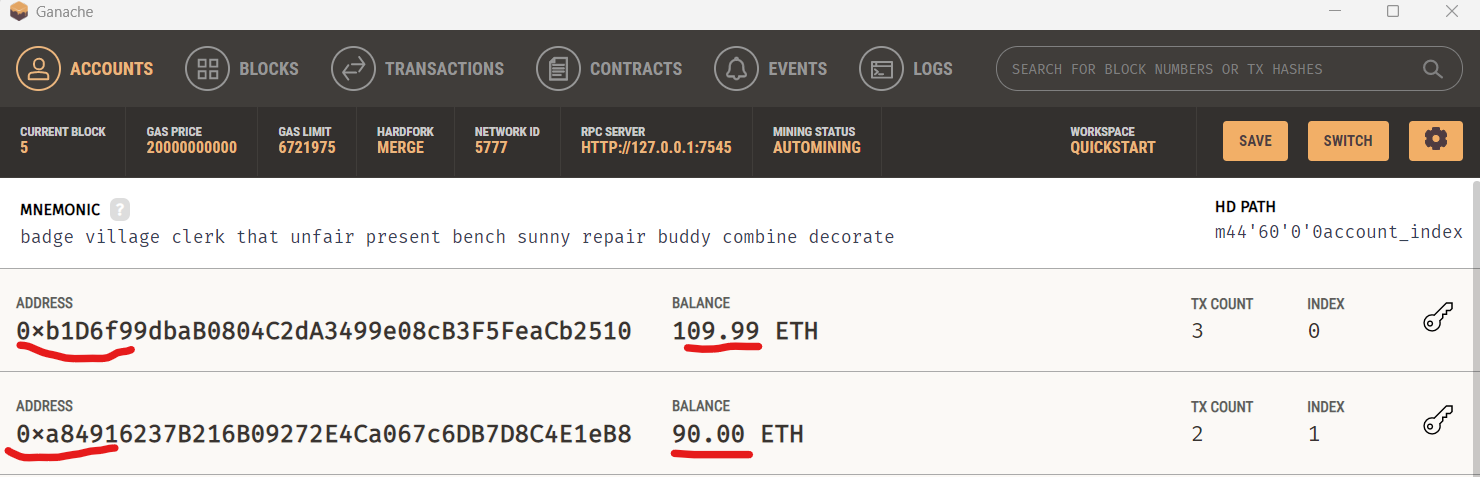 Ganache
ACCOUNTS BLOCKS TRANSACTIONS CONTRACTS EVENTS LOGS SEARCH FOR BLOCK NUMBERS OR TX HASHES
CURRENT BLOCK GAS PRICE GAS LIMIT HARDFORK NETWORK ID RPC SERVER MINING STATUS WORKSPACE
5 20000000000 6721975 MERGE 5777 HTTP://127.0.0.1:7545 AUTOMINING QUICKSTART SAVE SWITCH
MNEMONIC ? HD PATH
badge village clerk that unfair present bench sunny repair buddy combine decorate m44'60'0'0account_index
ADDRESS BALANCE TX COUNT INDEX
0×b1D6f99dbaB0804C2dA3499e08cB3F5FeaCb2510 109.99 ETH 3 0
ADDRESS BALANCE TX COUNT INDEX
0×a84916237B216B09272E4Ca067c6DB7D8C4E1eB8 90.00 ETH 2 1